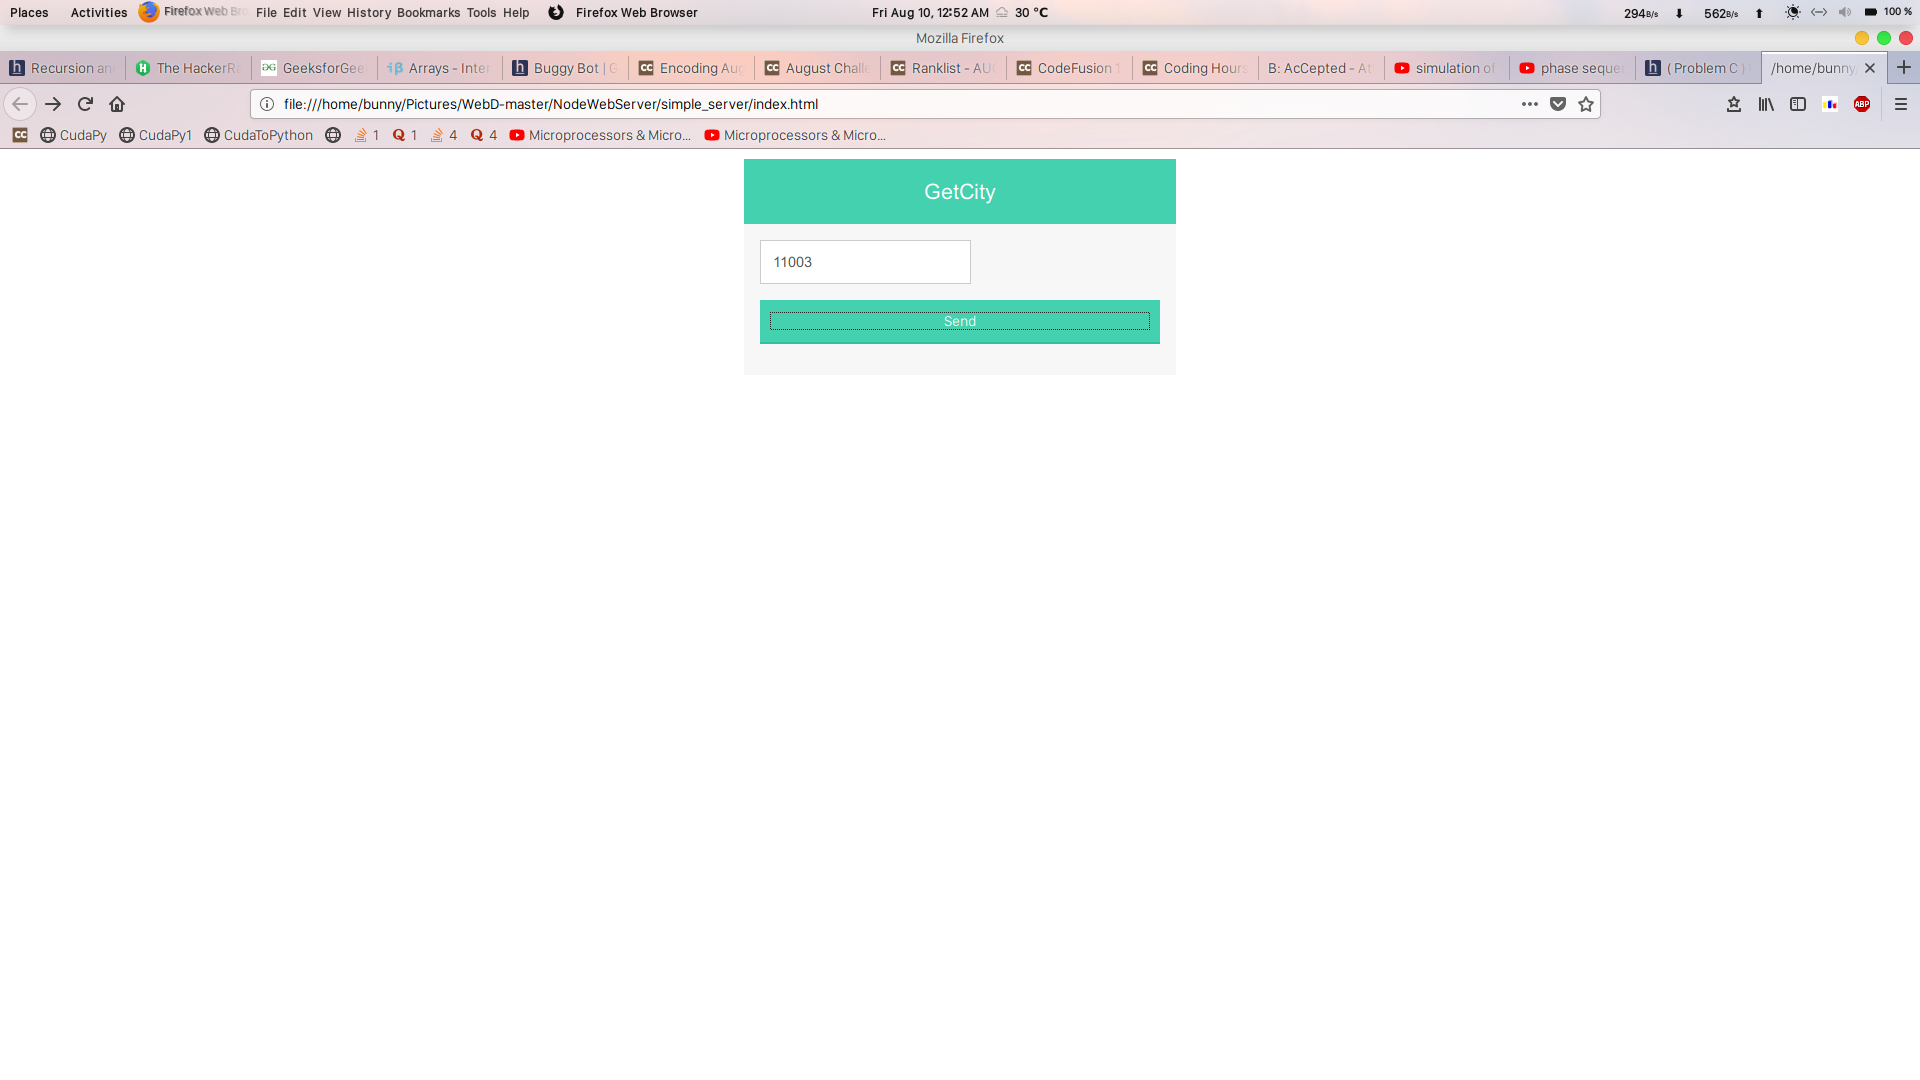 Places Activities Firefox Web Bro File Edit View History Bookmarks Tools Help Firefox Web Browser Fri Aug 10, 12:52 AM 30 °C 294B/s 562B/s 100 %
Mozilla Firefox
Recursion an The HackerR GeeksforGee Arrays - Inter Buggy Bot | G Encoding Aug August Challe Ranklist - AU CodeFusion 1 Coding Hours B: AcCepted - At simulation of phase seque ( Problem C ) /home/bunny/
file:///home/bunny/Pictures/WebD-master/NodeWebServer/simple_server/index.html ABP
CC CudaPy CudaPy1 CudaToPython 1 1 4 4 Microprocessors & Micro... Microprocessors & Micro...
GetCity
11003
Send